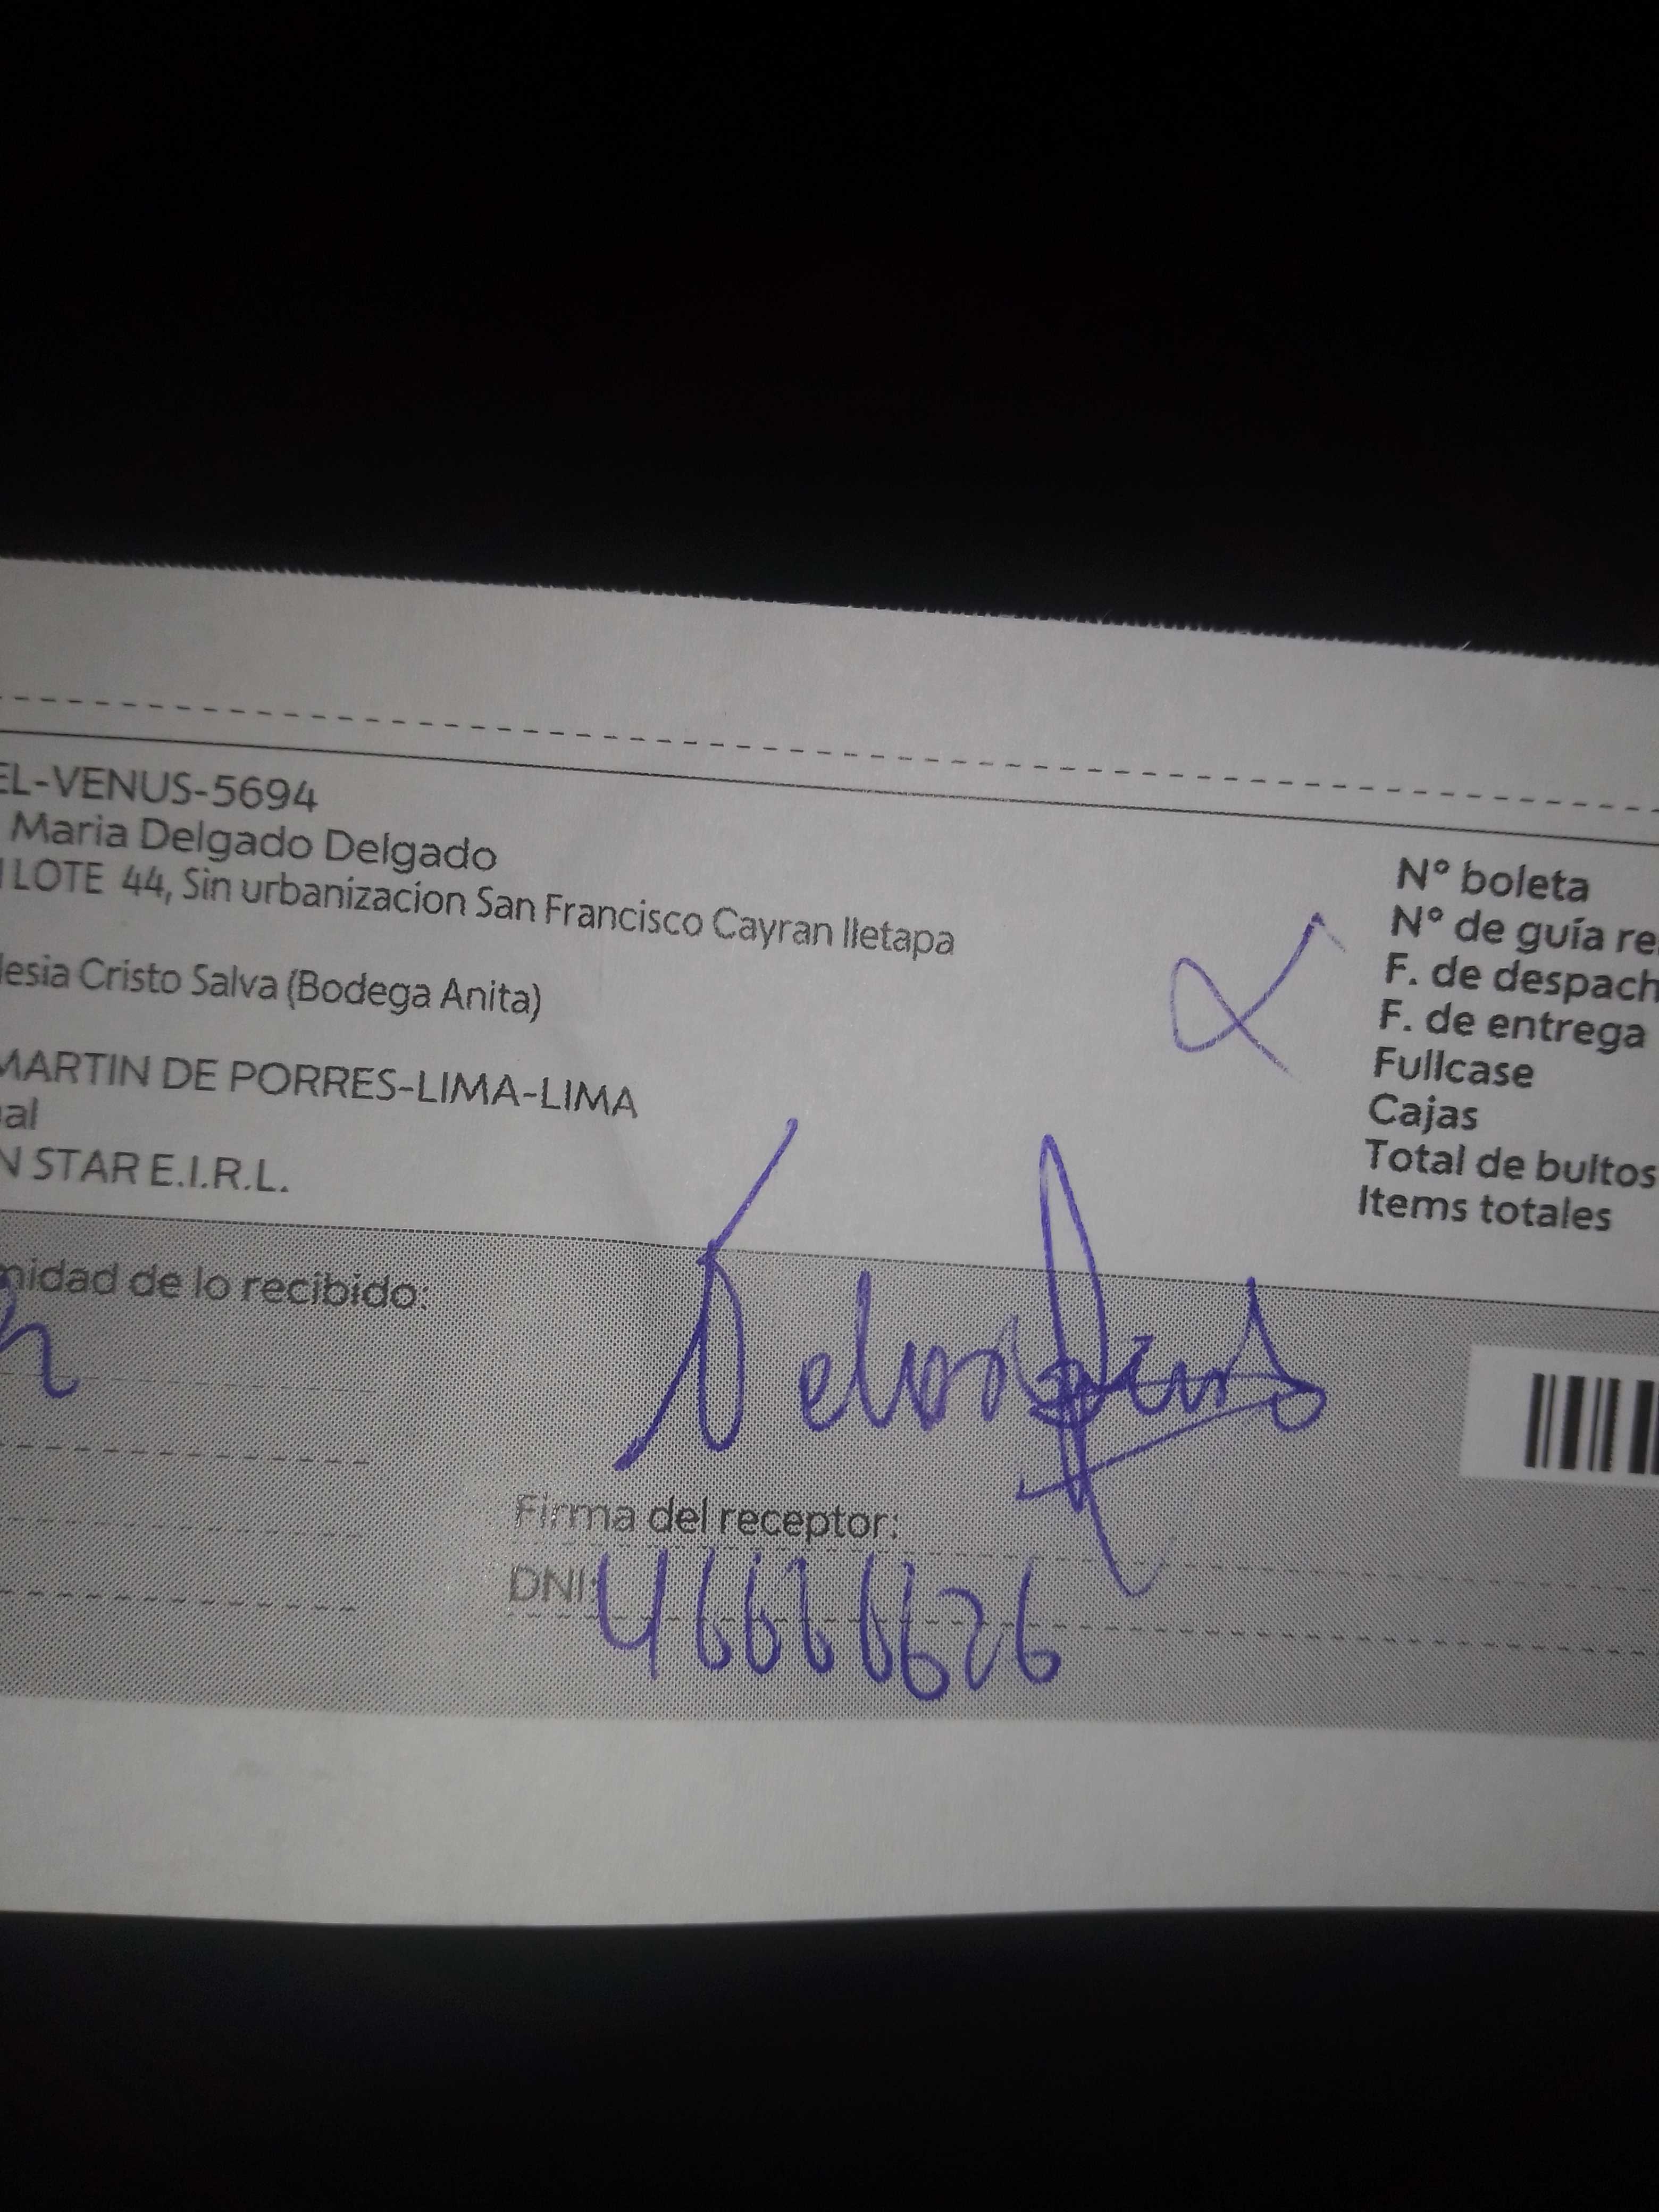 EL-VENUS-5694
Maria Delgado Delgado
LOTE 44, Sin urbanizacion San Francisco Cayran IIetapa
lesia Cristo Salva (Bodega Anita)
MARTIN DE PORRES-LIMA-LIMA
al
N STAR E.I.R.L.
N° boleta
N° de guía re
F. de despach
F. de entrega
Fullcase
Cajas
Total de bultos
Items totales
midad de lo recibido:
Firma del receptor:
DNI: 46666626